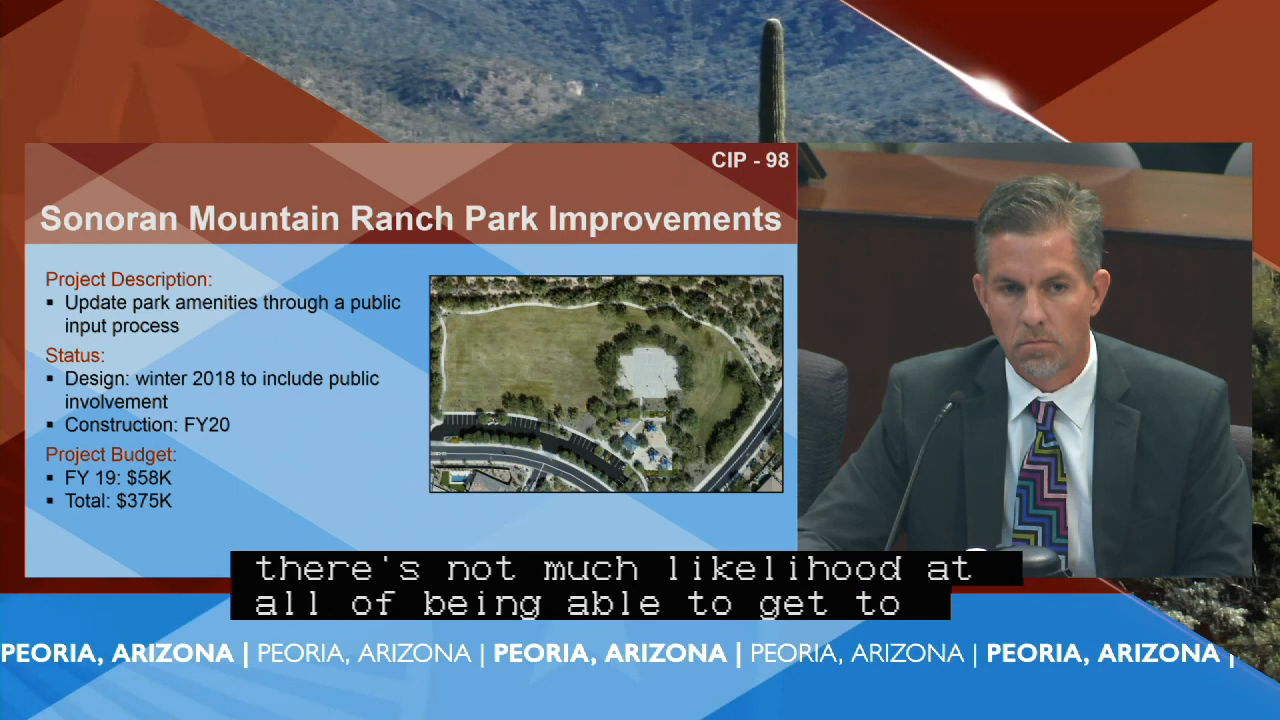 CIP - 98
Sonoran Mountain Ranch Park Improvements
Project Description:
▪ Update park amenities through a public
input process
Status:
▪ Design: winter 2018 to include public
involvement
▪ Construction: FY20
Project Budget:
▪ FY 19: $58K
▪ Total: $375K
there's not much likelihood at
all of being able to get to
PEORIA, ARIZONA | PEORIA, ARIZONA | PEORIA, ARIZONA | PEORIA, ARIZONA | PEORIA, ARIZONA |